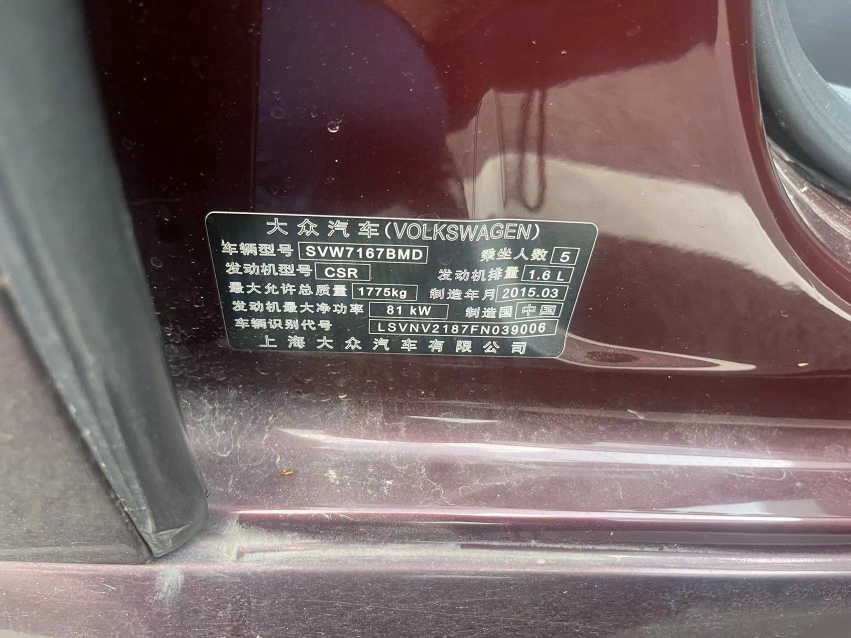 大众汽车(VOLKSWAGEN)
车辆型号 SVW7167BMD 乘坐人数 5
发动机型号 CSR 发动机排量 1.6 L
最大允许总质量 1775kg 制造年月 2015.03
发动机最大净功率 81 kW 制造国 中国
车辆识别代号 LSVNV2187FN039006
上海大众汽车有限公司